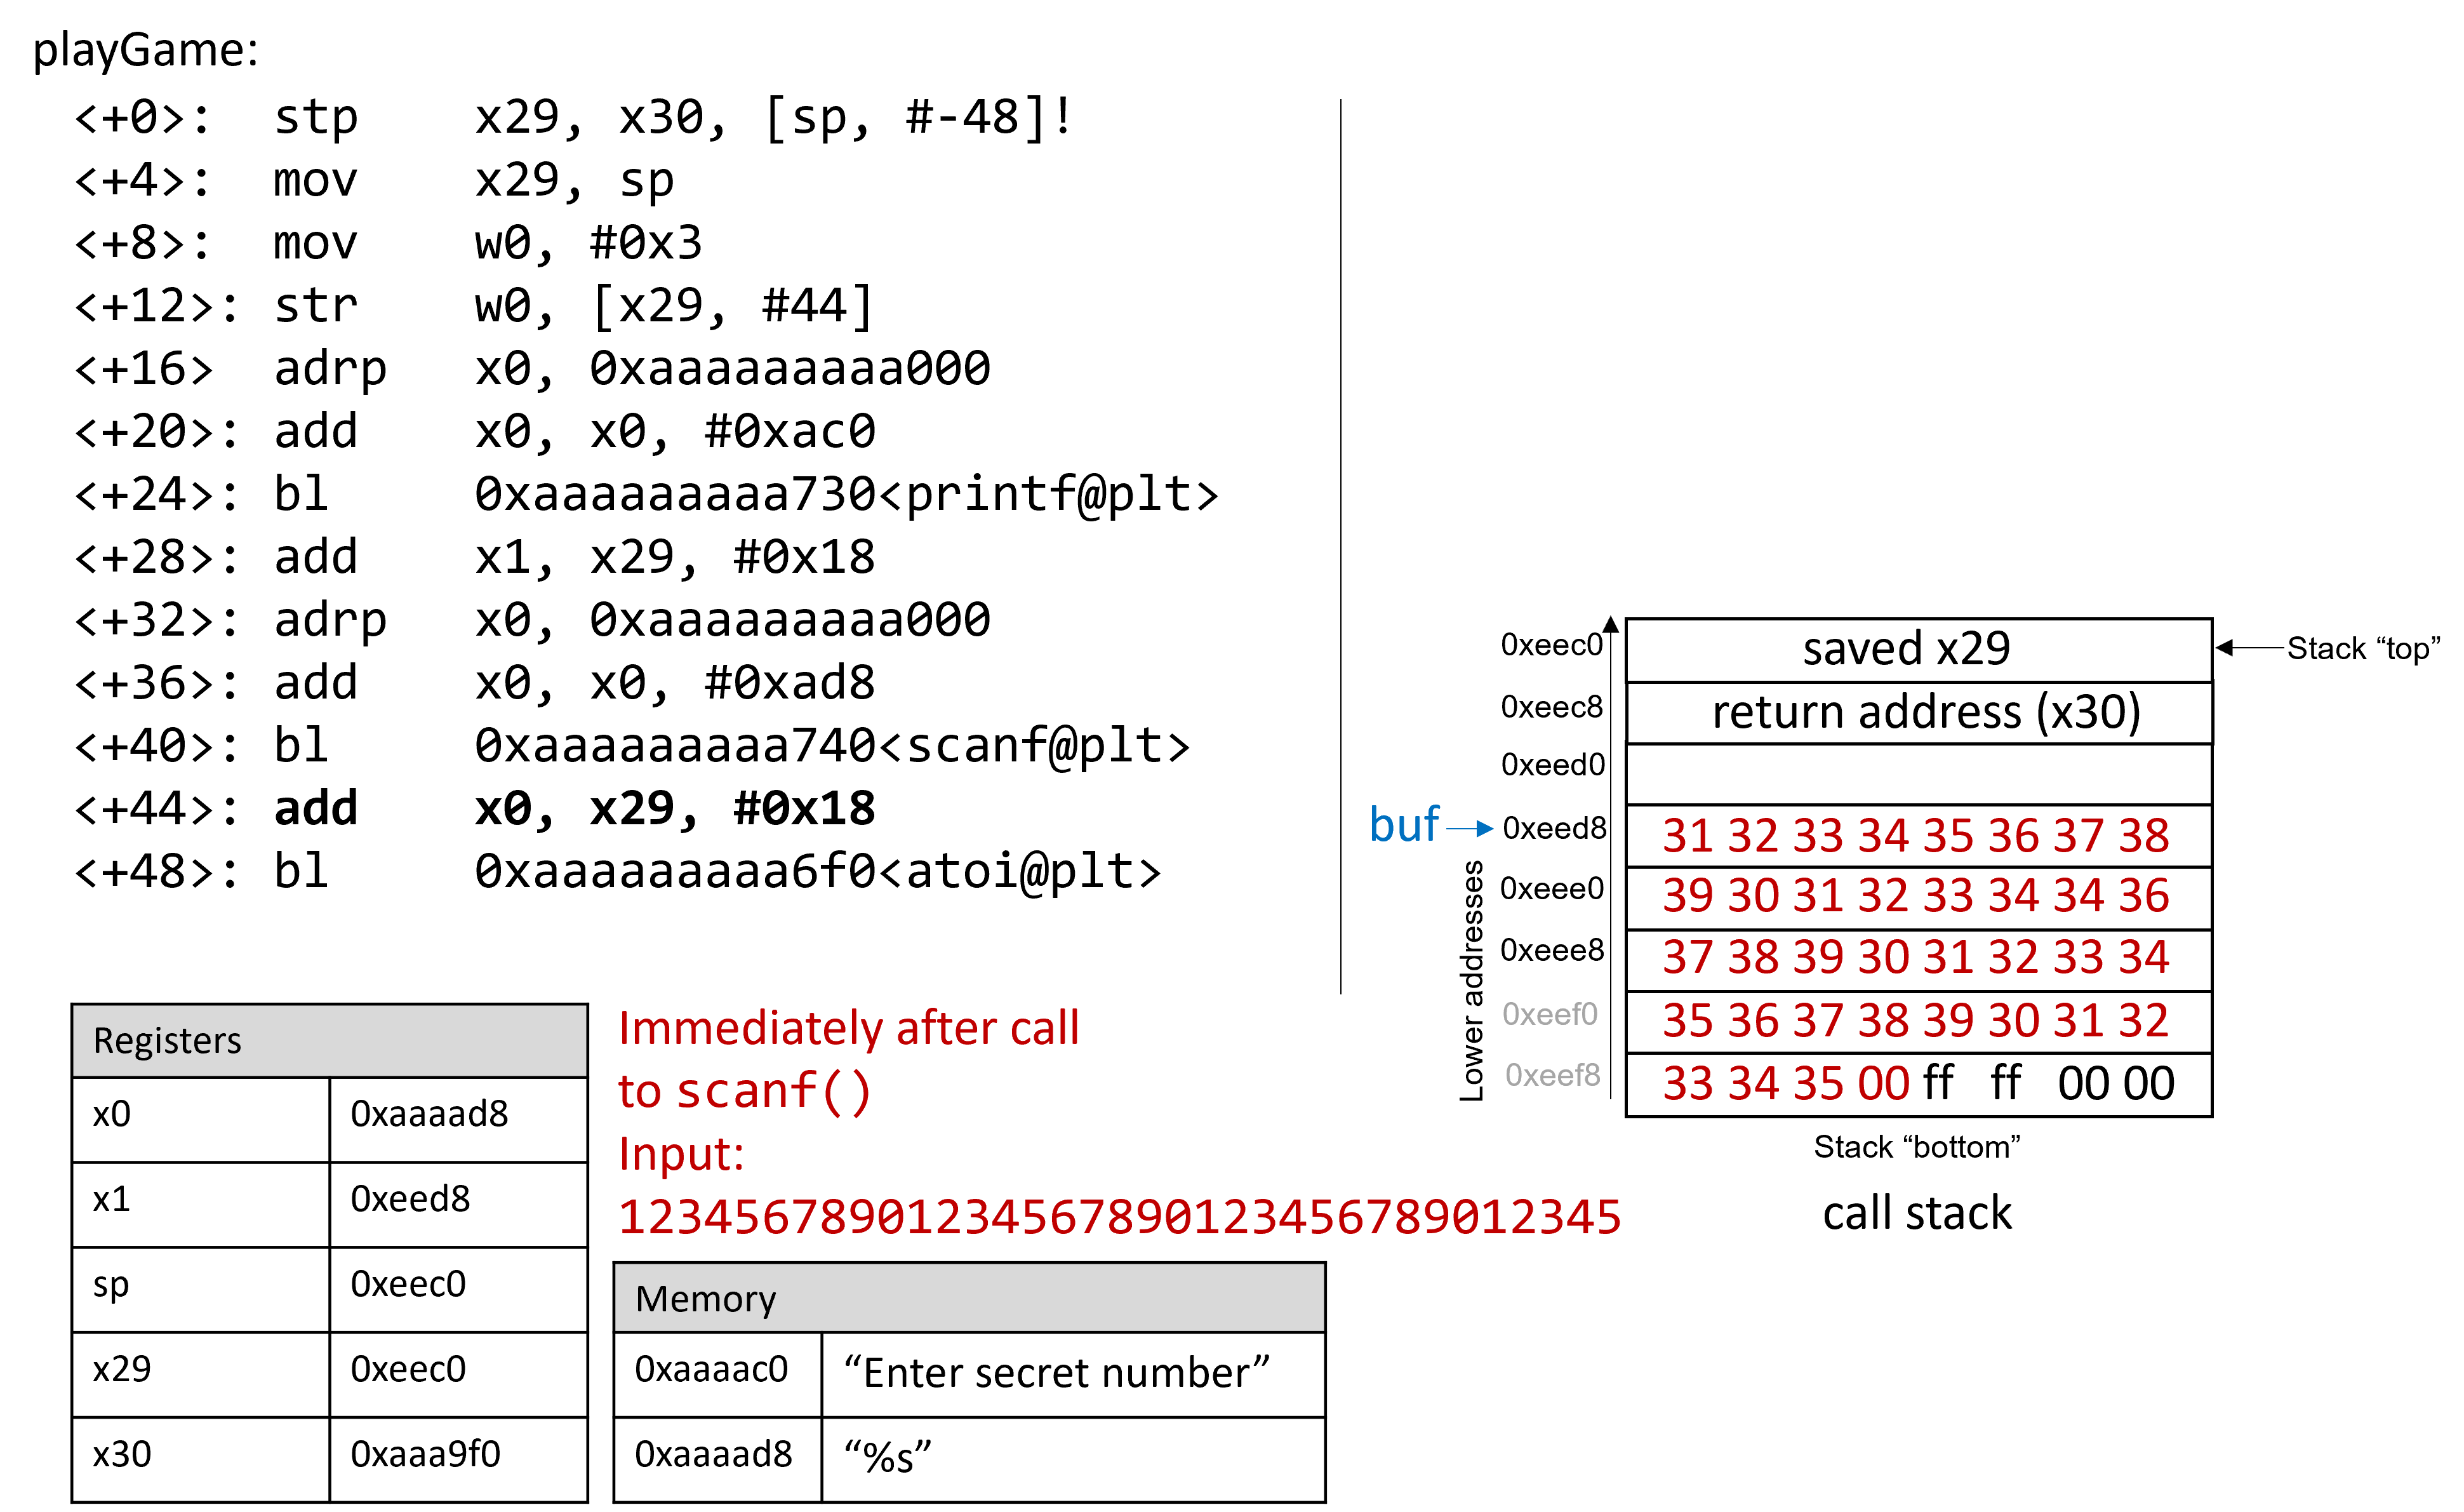 playGame:
<+0>: stp x29, x30, [sp, #-48]!
<+4>: mov x29, sp
<+8>: mov w0, #0x3
<+12>: str w0, [x29, #44]
<+16> adrp x0, 0xaaaaaaaaa000
<+20>: add x0, x0, #0xac0
<+24>: bl 0xaaaaaaaaa730<printf@plt>
<+28>: add x1, x29, #0x18
<+32>: adrp x0, 0xaaaaaaaaa000
<+36>: add x0, x0, #0xad8
<+40>: bl 0xaaaaaaaaa740<scanf@plt>
<+44>: add x0, x29, #0x18
<+48>: bl 0xaaaaaaaaa6f0<atoi@plt>
Registers
x0 0xaaaad8
x1 0xeed8
sp 0xeec0
x29 0xeec0
x30 0xaaa9f0
Immediately after call
to scanf()
Input:
12345678901234567890123456789012345
Memory
0xaaaac0 “Enter secret number”
0xaaaad8 “%s”
0xeec0 saved x29 Stack “top”
0xeec8 return address (x30)
0xeed0
buf 0xeed8 31 32 33 34 35 36 37 38
0xeee0 39 30 31 32 33 34 34 36
0xeee8 37 38 39 30 31 32 33 34
0xeef0 35 36 37 38 39 30 31 32
0xeef8 33 34 35 00 ff ff 00 00
Lower addresses
Stack “bottom”
call stack